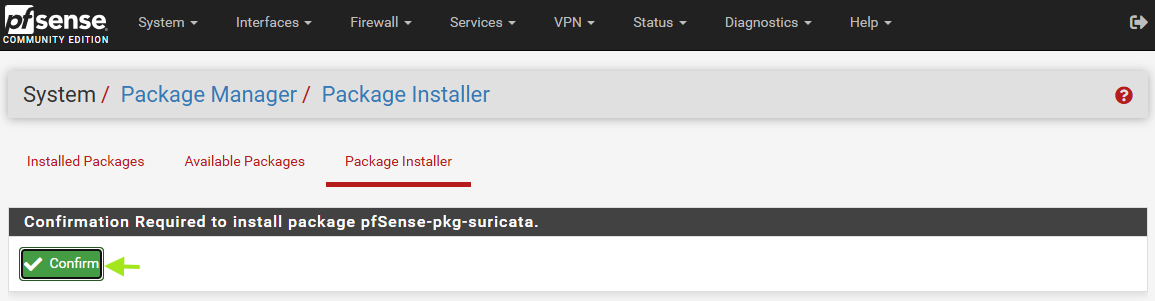 pfsense System Interfaces Firewall Services VPN Status Diagnostics Help
COMMUNITY EDITION
System / Package Manager / Package Installer
Installed Packages Available Packages Package Installer
Confirmation Required to install package pfSense-pkg-suricata.
Confirm